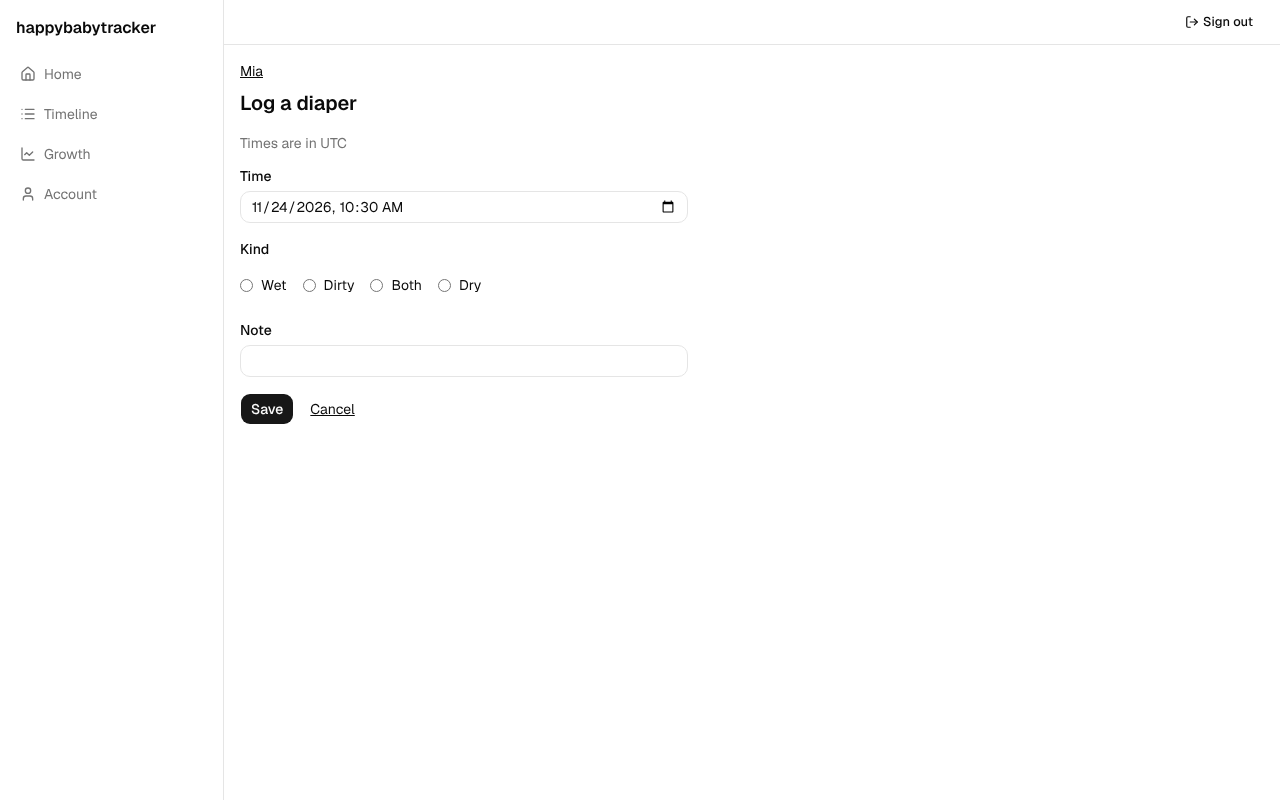 happybabytracker
Sign out
Home
Timeline
Growth
Account
Mia
Log a diaper
Times are in UTC
Time
11/24/2026, 10:30 AM
Kind
Wet Dirty Both Dry
Note
Save Cancel